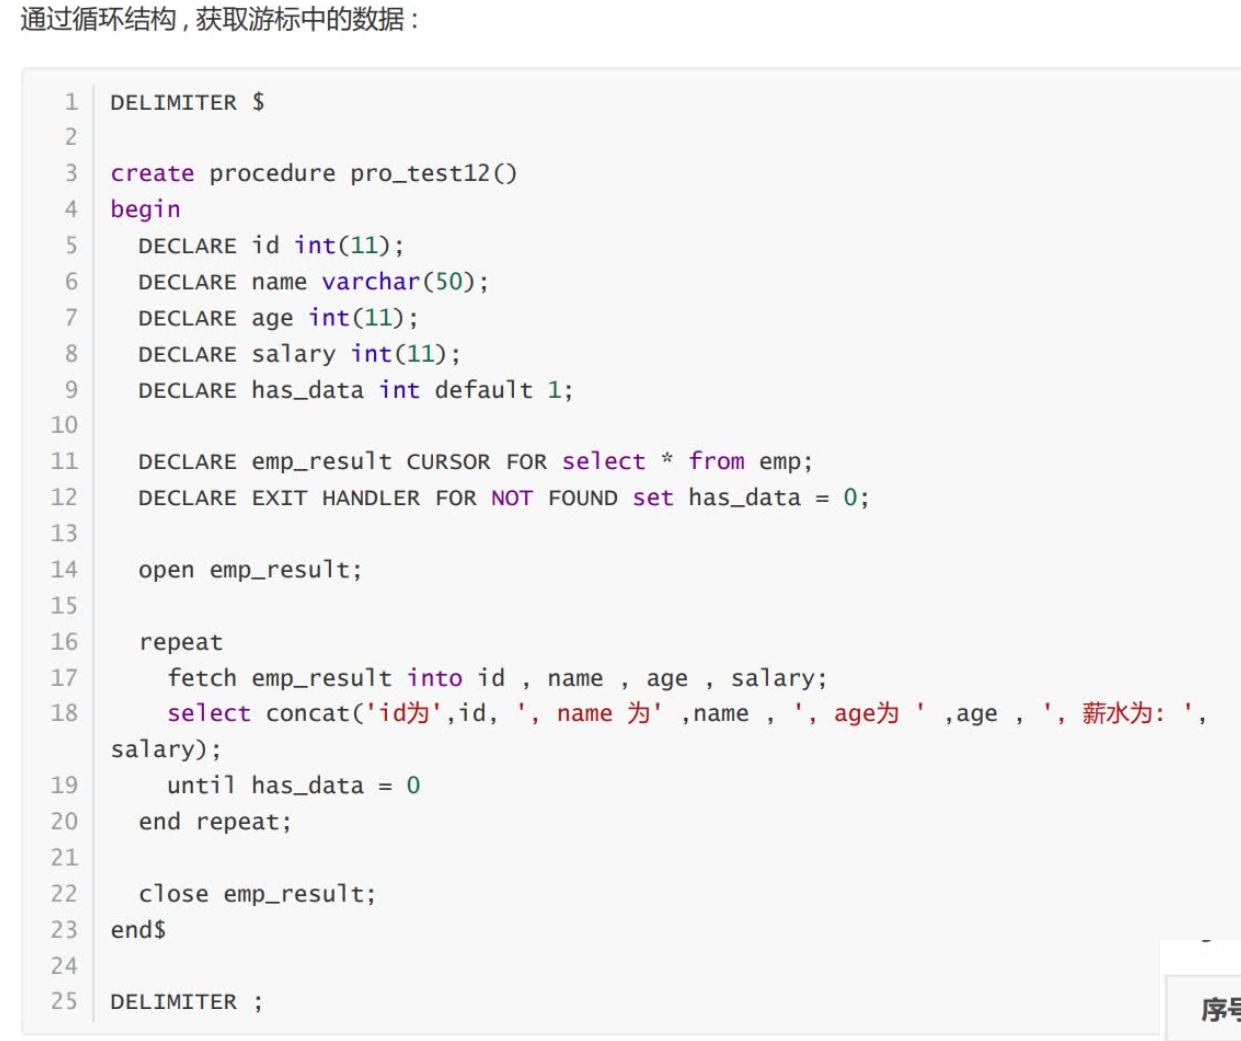 通过循环结构 , 获取游标中的数据 :
1 DELIMITER $
2
3 create procedure pro_test12()
4 begin
5 DECLARE id int(11);
6 DECLARE name varchar(50);
7 DECLARE age int(11);
8 DECLARE salary int(11);
9 DECLARE has_data int default 1;
10
11 DECLARE emp_result CURSOR FOR select * from emp;
12 DECLARE EXIT HANDLER FOR NOT FOUND set has_data = 0;
13
14 open emp_result;
15
16 repeat
17 fetch emp_result into id , name , age , salary;
18 select concat('id为',id, ', name 为' ,name , ', age为 ' ,age , ', 薪水为: ',
salary);
19 until has_data = 0
20 end repeat;
21
22 close emp_result;
23 end$
24
25 DELIMITER ;
序号